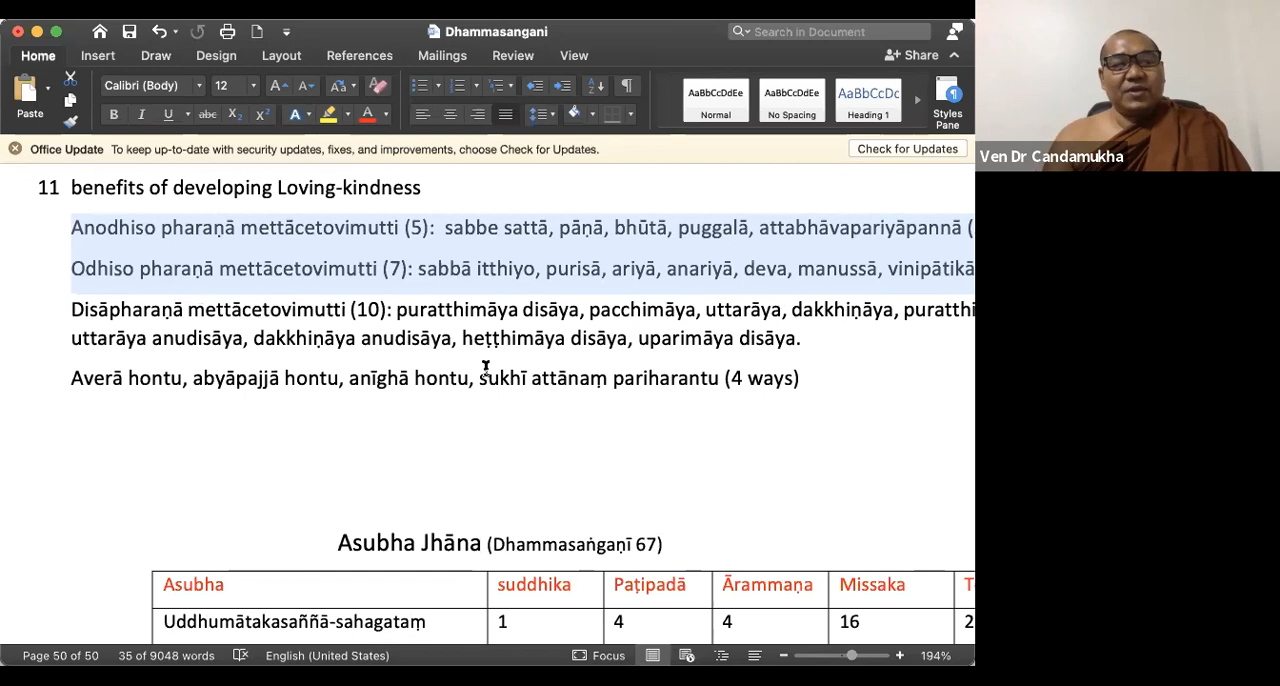 Dhammasangani
Search in Document
Home Insert Draw Design Layout References Mailings Review View
Share
Calibri (Body) 12
Paste
AaBbCcDdEe AaBbCcDdEe AaBbCcDc
Normal No Spacing Heading 1
Styles
Pane
Office Update To keep up-to-date with security updates, fixes, and improvements, choose Check for Updates.
Check for Updates
Ven Dr Candamukha
11 benefits of developing Loving-kindness
Anodhiso pharaṇā mettācetovimutti (5): sabbe sattā, pāṇā, bhūtā, puggalā, attabhāvapariyāpannā (
Odhiso pharaṇā mettācetovimutti (7): sabbā itthiyo, purisā, ariyā, anariyā, deva, manussā, vinipātikā
Disāpharaṇā mettācetovimutti (10): puratthimāya disāya, pacchimāya, uttarāya, dakkhiṇāya, puratthi
uttarāya anudisāya, dakkhiṇāya anudisāya, heṭṭhimāya disāya, uparimāya disāya.
Averā hontu, abyāpajjā hontu, anīghā hontu, sukhī attānaṃ pariharantu (4 ways)
Asubha Jhāna (Dhammasaṅgaṇī 67)
Asubha suddhika Paṭipadā Ārammaṇa Missaka T
Uddhumātakasaññā-sahagataṃ 1 4 4 16 2
Page 50 of 50 35 of 9048 words English (United States) Focus 194%